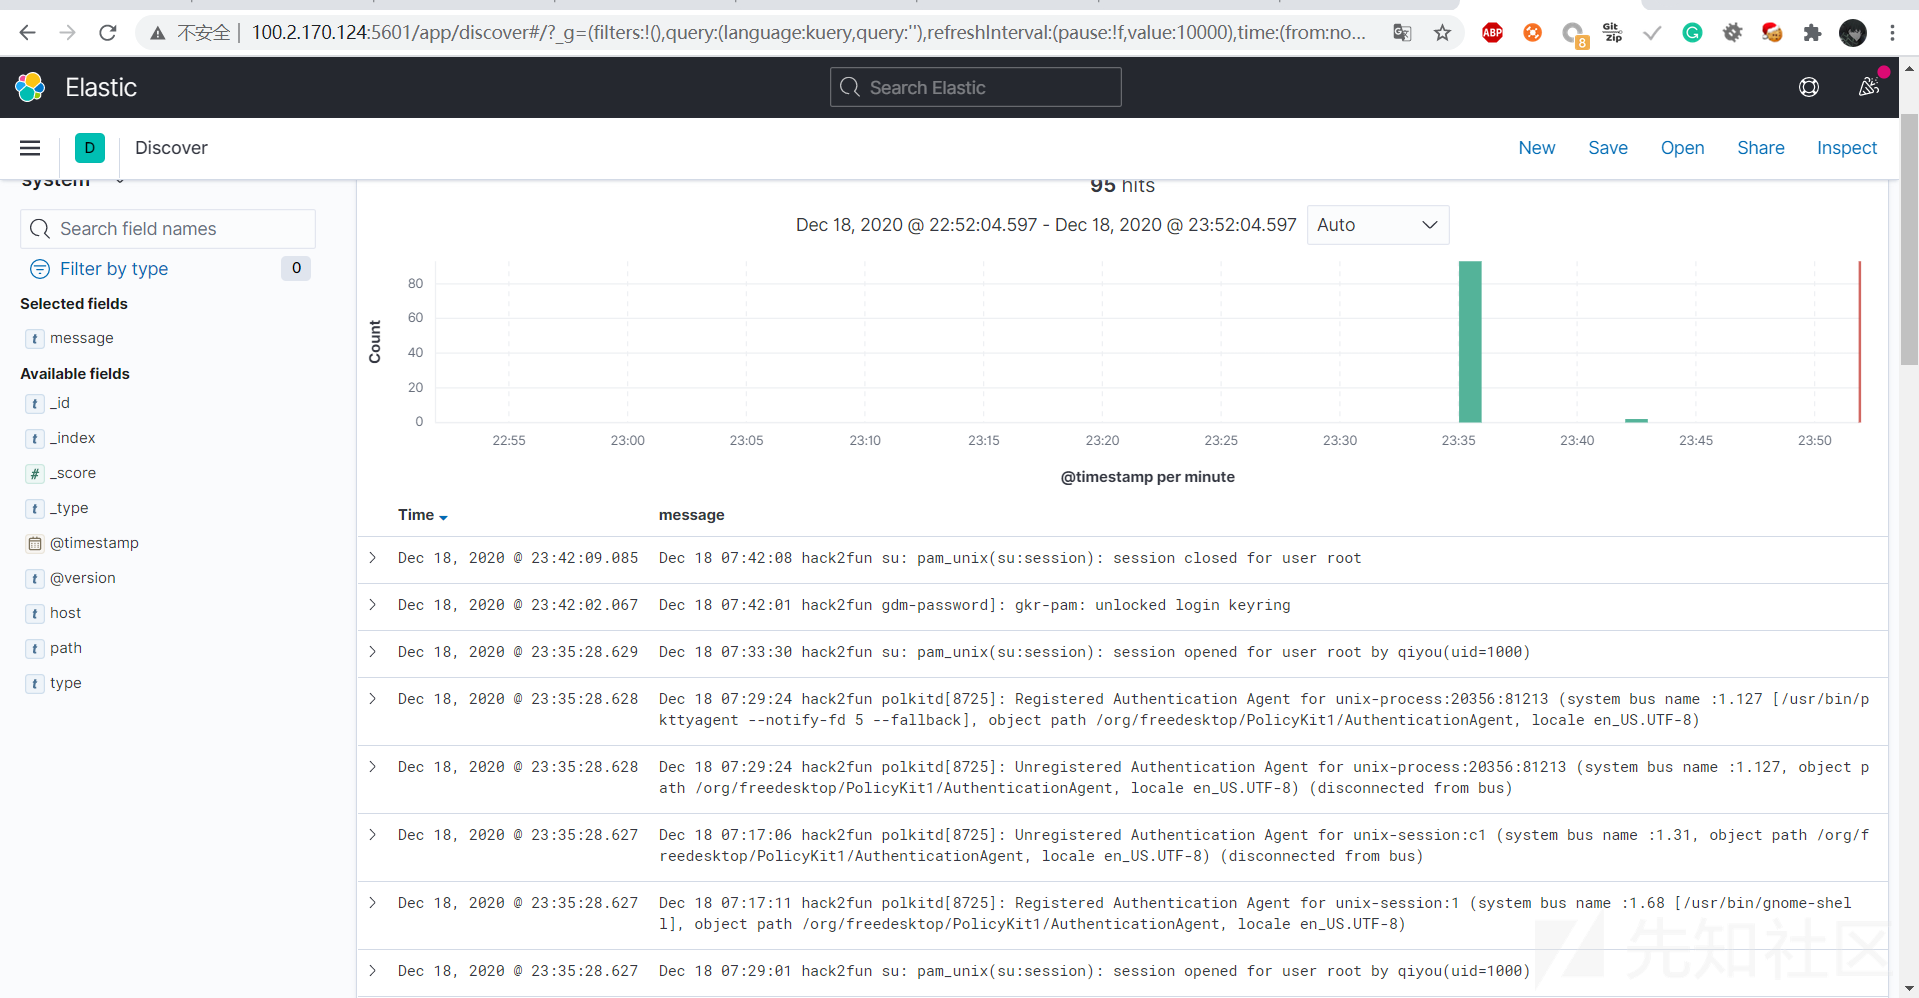 不安全 | 100.2.170.124:5601/app/discover#/?_g=(filters:!(),query:(language:kuery,query:''),refreshInterval:(pause:!f,value:10000),time:(from:no...
ABP
8
Git
Zip
G
Elastic
Search Elastic
D
Discover
New
Save
Open
Share
Inspect
system
95 hits
Search field names
Dec 18, 2020 @ 22:52:04.597 - Dec 18, 2020 @ 23:52:04.597
Auto
Filter by type
0
Selected fields
t message
Available fields
t _id
t _index
# _score
t _type
@timestamp
t @version
t host
t path
t type
Count
80
60
40
20
0
22:55 23:00 23:05 23:10 23:15 23:20 23:25 23:30 23:35 23:40 23:45 23:50
@timestamp per minute
Time message
Dec 18, 2020 @ 23:42:09.085 Dec 18 07:42:08 hack2fun su: pam_unix(su:session): session closed for user root
Dec 18, 2020 @ 23:42:02.067 Dec 18 07:42:01 hack2fun gdm-password]: gkr-pam: unlocked login keyring
Dec 18, 2020 @ 23:35:28.629 Dec 18 07:33:30 hack2fun su: pam_unix(su:session): session opened for user root by qiyou(uid=1000)
Dec 18, 2020 @ 23:35:28.628 Dec 18 07:29:24 hack2fun polkitd[8725]: Registered Authentication Agent for unix-process:20356:81213 (system bus name :1.127 [/usr/bin/p
kttyagent --notify-fd 5 --fallback], object path /org/freedesktop/PolicyKit1/AuthenticationAgent, locale en_US.UTF-8)
Dec 18, 2020 @ 23:35:28.628 Dec 18 07:29:24 hack2fun polkitd[8725]: Unregistered Authentication Agent for unix-process:20356:81213 (system bus name :1.127, object p
ath /org/freedesktop/PolicyKit1/AuthenticationAgent, locale en_US.UTF-8) (disconnected from bus)
Dec 18, 2020 @ 23:35:28.627 Dec 18 07:17:06 hack2fun polkitd[8725]: Unregistered Authentication Agent for unix-session:c1 (system bus name :1.31, object path /org/f
reedesktop/PolicyKit1/AuthenticationAgent, locale en_US.UTF-8) (disconnected from bus)
Dec 18, 2020 @ 23:35:28.627 Dec 18 07:17:11 hack2fun polkitd[8725]: Registered Authentication Agent for unix-session:1 (system bus name :1.68 [/usr/bin/gnome-shel
l], object path /org/freedesktop/PolicyKit1/AuthenticationAgent, locale en_US.UTF-8)
Dec 18, 2020 @ 23:35:28.627 Dec 18 07:29:01 hack2fun su: pam_unix(su:session): session opened for user root by qiyou(uid=1000)
先知社区